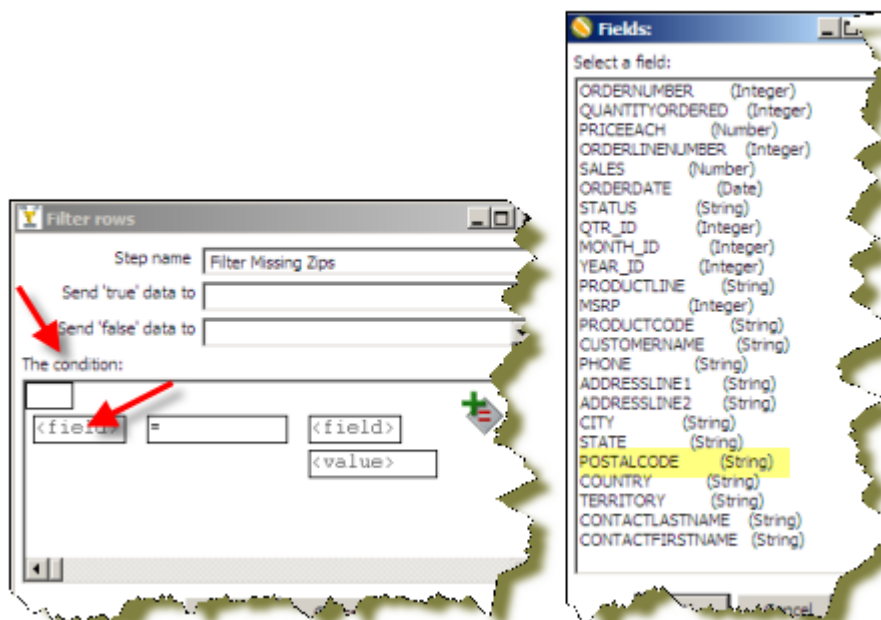 Filter rows
Step name Filter Missing Zips
Send 'true' data to
Send 'false' data to
The condition:
<field> = <field>
<value>
Fields:
Select a field:
ORDERNUMBER (Integer)
QUANTITYORDERED (Integer)
PRICEEACH (Number)
ORDERLINENUMBER (Integer)
SALES (Number)
ORDERDATE (Date)
STATUS (String)
QTR_ID (Integer)
MONTH_ID (Integer)
YEAR_ID (Integer)
PRODUCTLINE (String)
MSRP (Integer)
PRODUCTCODE (String)
CUSTOMERNAME (String)
PHONE (String)
ADDRESSLINE1 (String)
ADDRESSLINE2 (String)
CITY (String)
STATE (String)
POSTALCODE (String)
COUNTRY (String)
TERRITORY (String)
CONTACTLASTNAME (String)
CONTACTFIRSTNAME (String)
Cancel